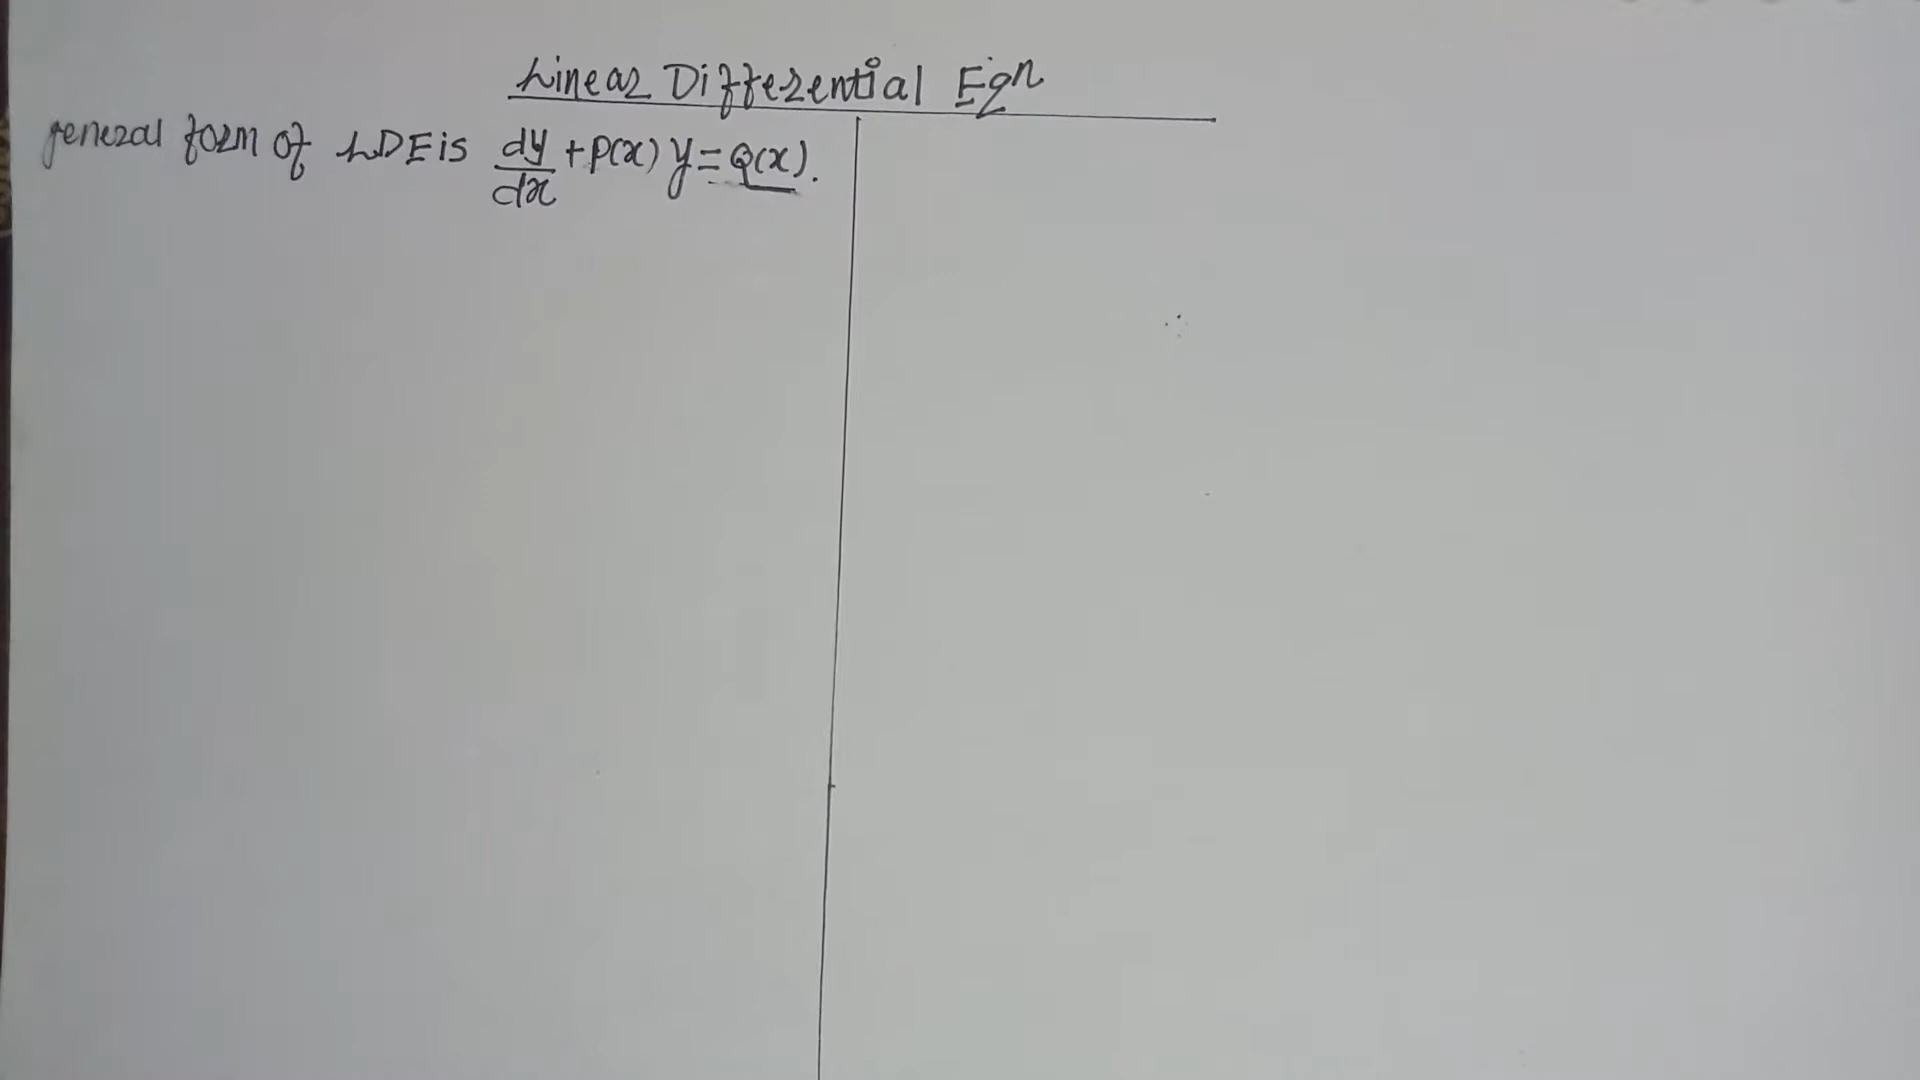 Linear Differential Eqn
general form of LDE is dy/dx + P(x) y = Q(x).